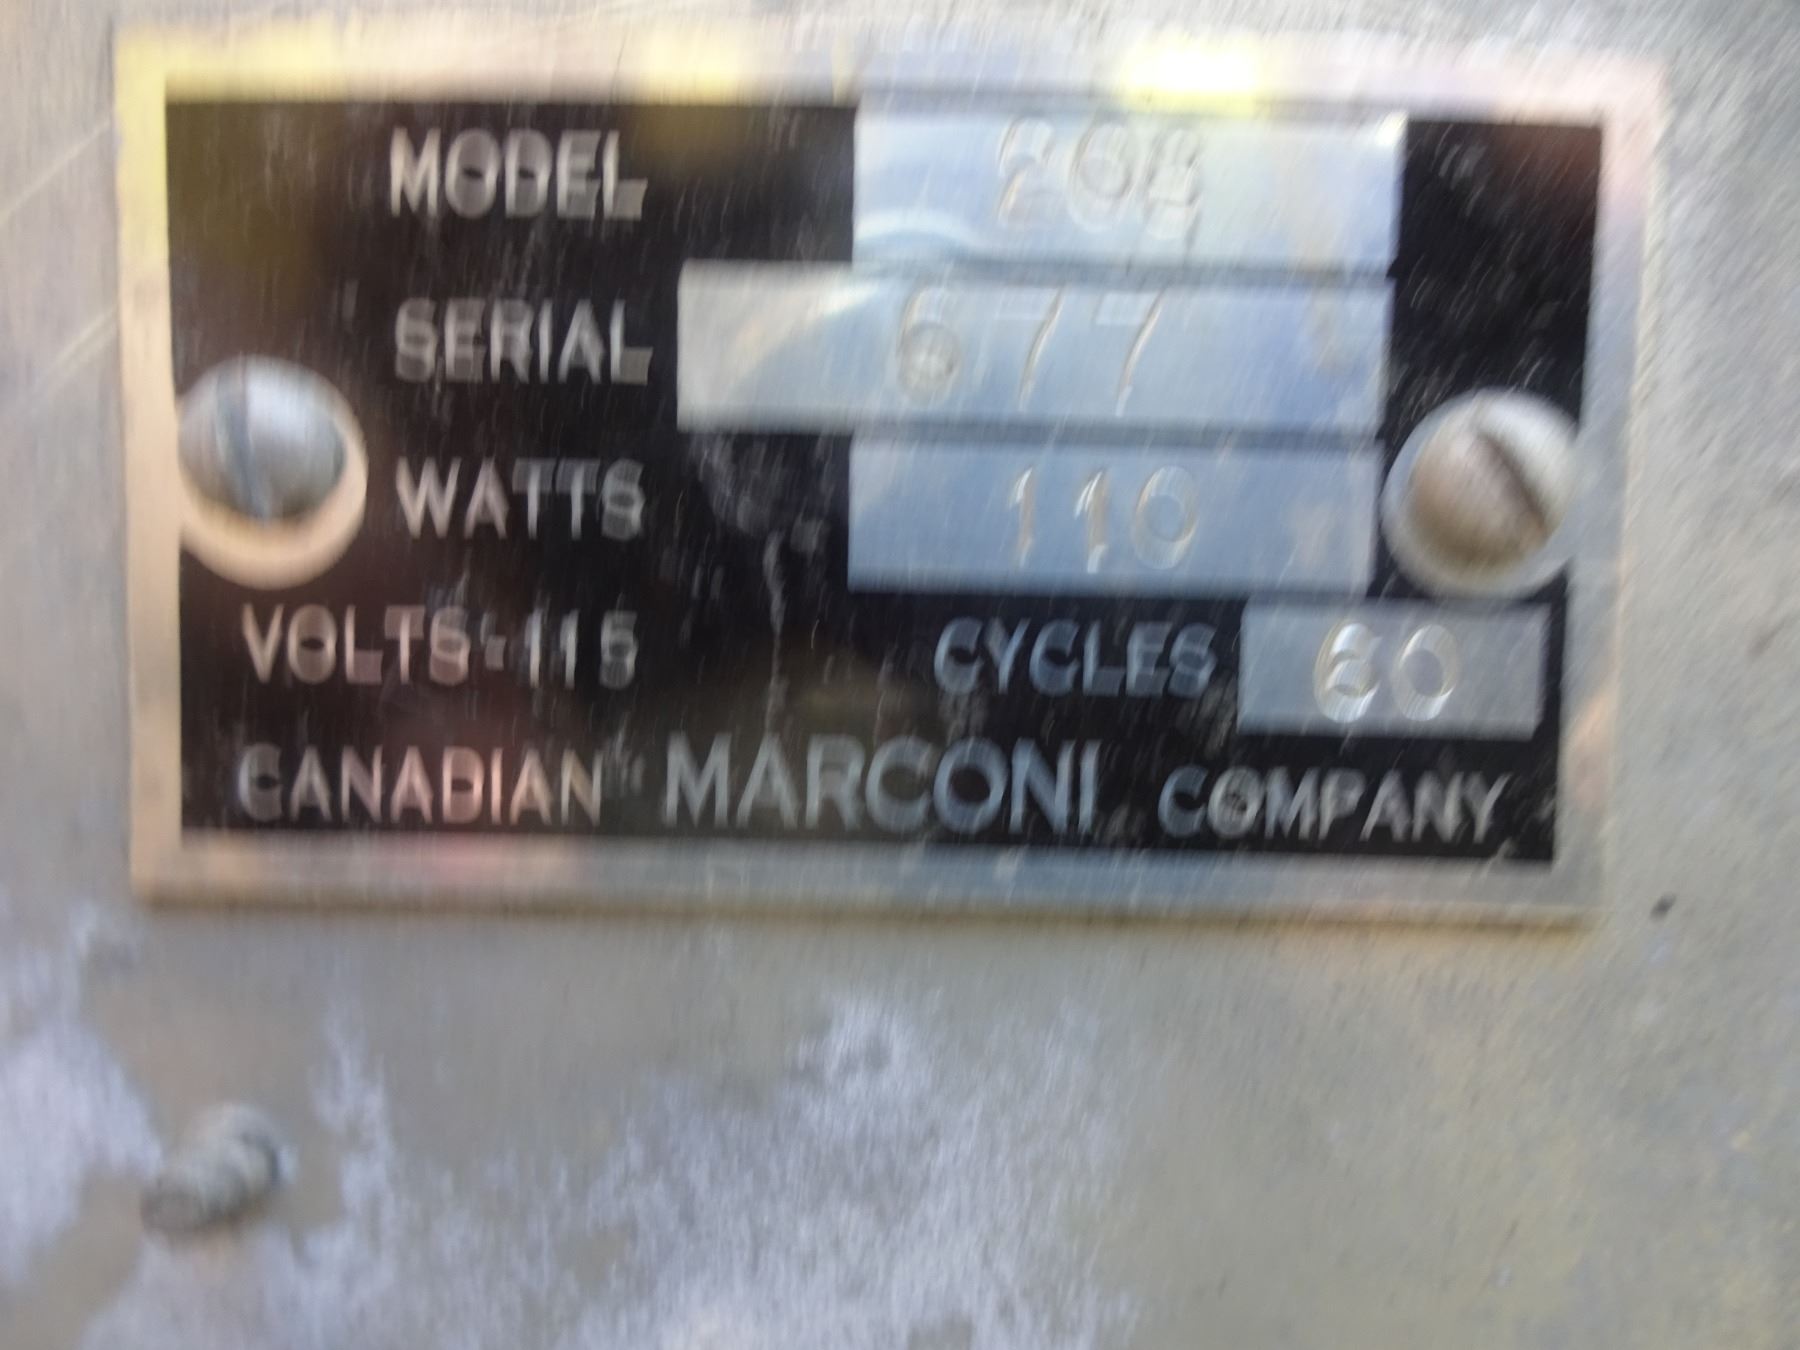 MODEL
SERIAL 677
WATTS 110
VOLTS-115 CYCLES 60
CANADIAN MARCONI COMPANY